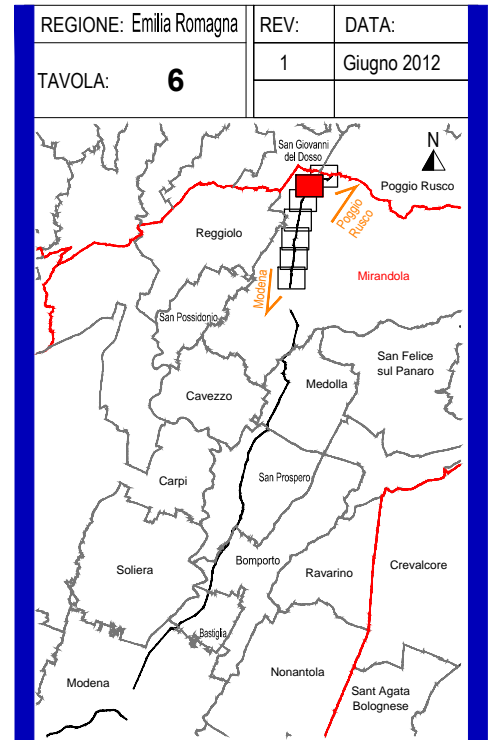 REGIONE: Emilia Romagna
REV:
DATA:
TAVOLA: 6
1
Giugno 2012
San Giovanni
del Dosso
N
Poggio Rusco
Poggio
Rusco
Reggiolo
Mirandola
Modena
San Possidonio
San Felice
sul Panaro
Medolla
Cavezzo
Carpi
San Prospero
Soliera
Bomporto
Ravarino
Crevalcore
Bastiglia
Nonantola
Modena
Sant Agata
Bolognese